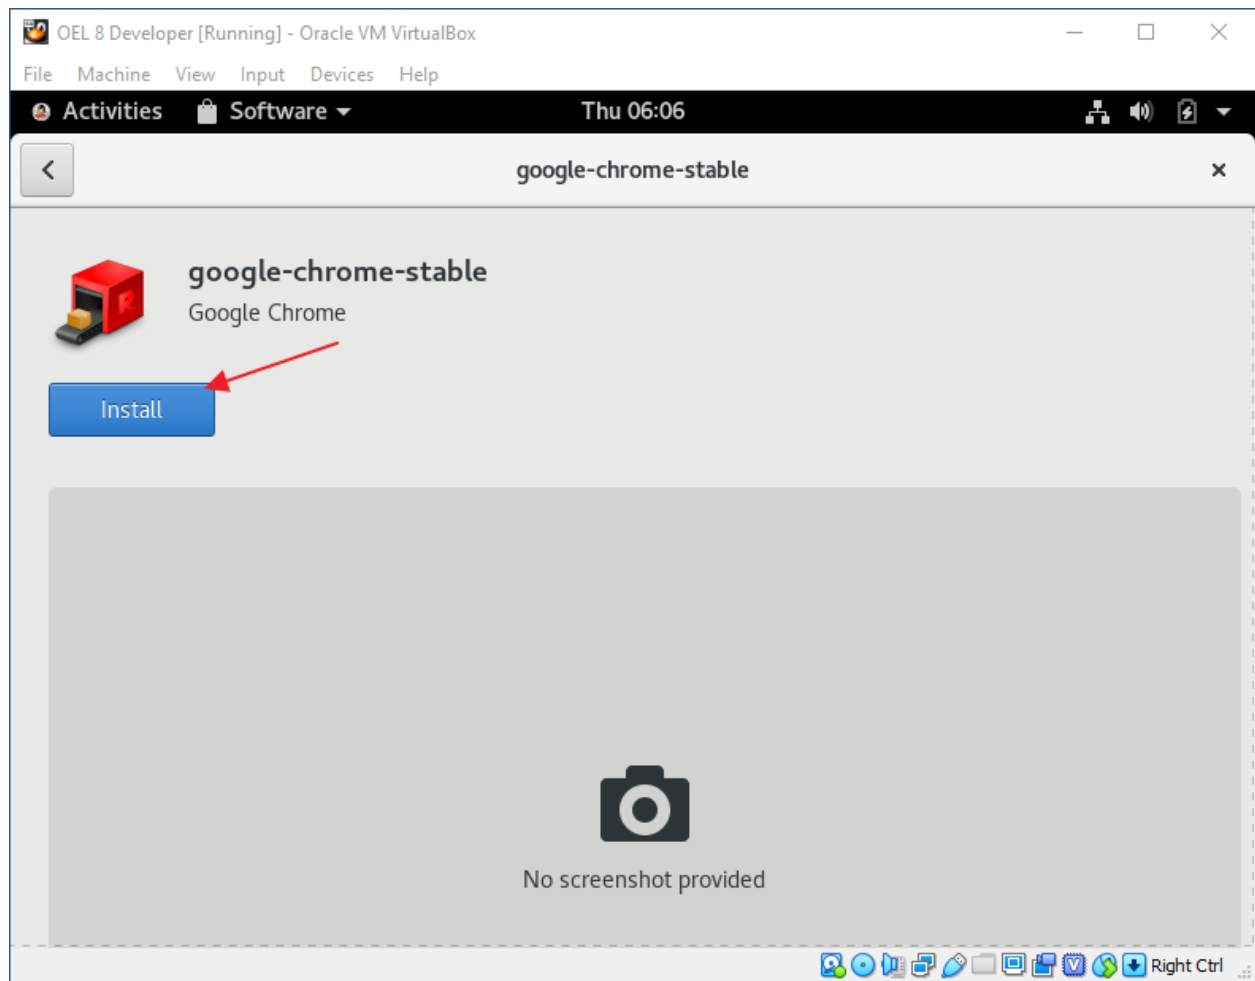 OEL 8 Developer [Running] - Oracle VM VirtualBox
File Machine View Input Devices Help
Activities Software Thu 06:06
google-chrome-stable
google-chrome-stable
Google Chrome
Install
No screenshot provided
Right Ctrl